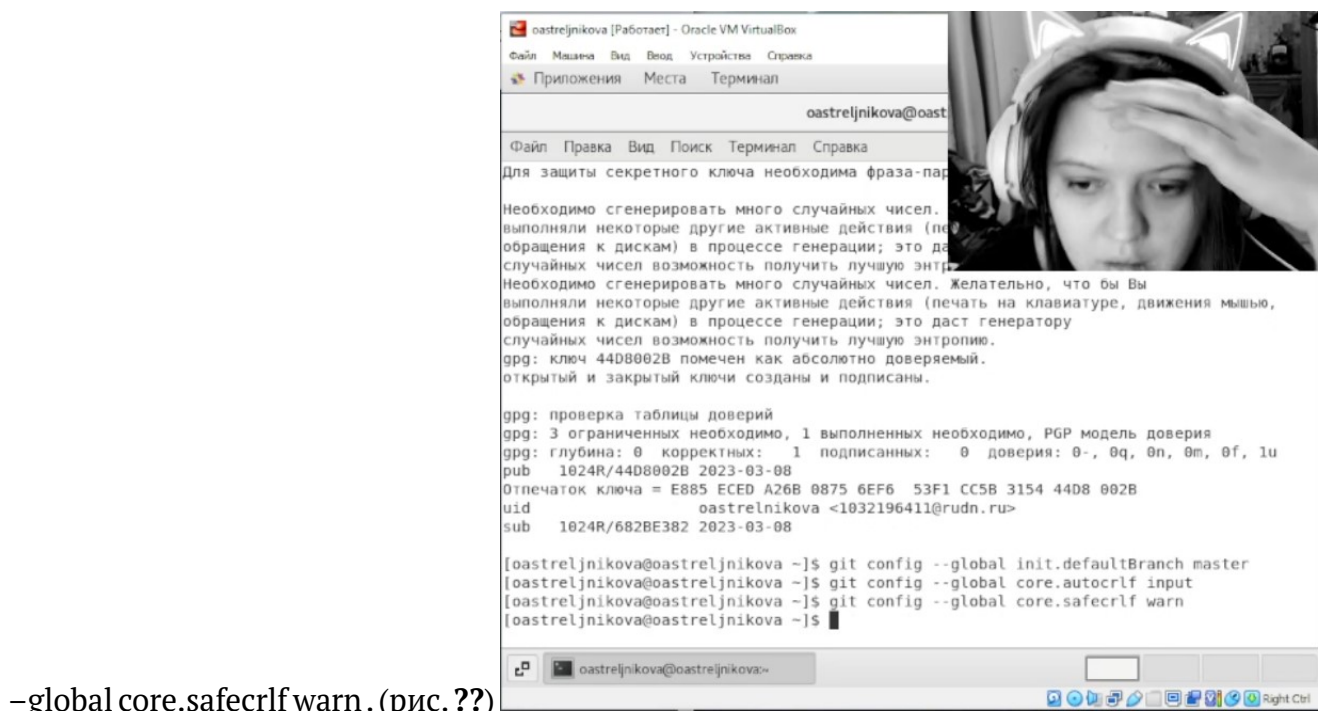 oastreljnikova [Работает] - Oracle VM VirtualBox
Файл Машина Вид Ввод Устройства Справка
Приложения Места Терминал
oastreljnikova@oast
Файл Правка Вид Поиск Терминал Справка
Для защиты секретного ключа необходима фраза-пар
Необходимо сгенерировать много случайных чисел.
выполняли некоторые другие активные действия (пе
обращения к дискам) в процессе генерации; это да
случайных чисел возможность получить лучшую энтр
Необходимо сгенерировать много случайных чисел. Желательно, что бы Вы
выполняли некоторые другие активные действия (печать на клавиатуре, движения мышью,
обращения к дискам) в процессе генерации; это даст генератору
случайных чисел возможность получить лучшую энтропию.
gpg: ключ 44D8002B помечен как абсолютно доверяемый.
открытый и закрытый ключи созданы и подписаны.
gpg: проверка таблицы доверий
gpg: 3 ограниченных необходимо, 1 выполненных необходимо, PGP модель доверия
gpg: глубина: 0 корректных: 1 подписанных: 0 доверия: 0-, 0q, 0n, 0m, 0f, 1u
pub 1024R/44D8002B 2023-03-08
Отпечаток ключа = E885 ECED A26B 0875 6EF6 53F1 CC5B 3154 44D8 002B
uid oastrelnikova <1032196411@rudn.ru>
sub 1024R/682BE382 2023-03-08
[oastreljnikova@oastreljnikova ~]$ git config --global init.defaultBranch master
[oastreljnikova@oastreljnikova ~]$ git config --global core.autocrlf input
[oastreljnikova@oastreljnikova ~]$ git config --global core.safecrlf warn
[oastreljnikova@oastreljnikova ~]$
oastreljnikova@oastreljnikova:~
Right Ctrl
–global core.safecrlf warn . (рис. ??)